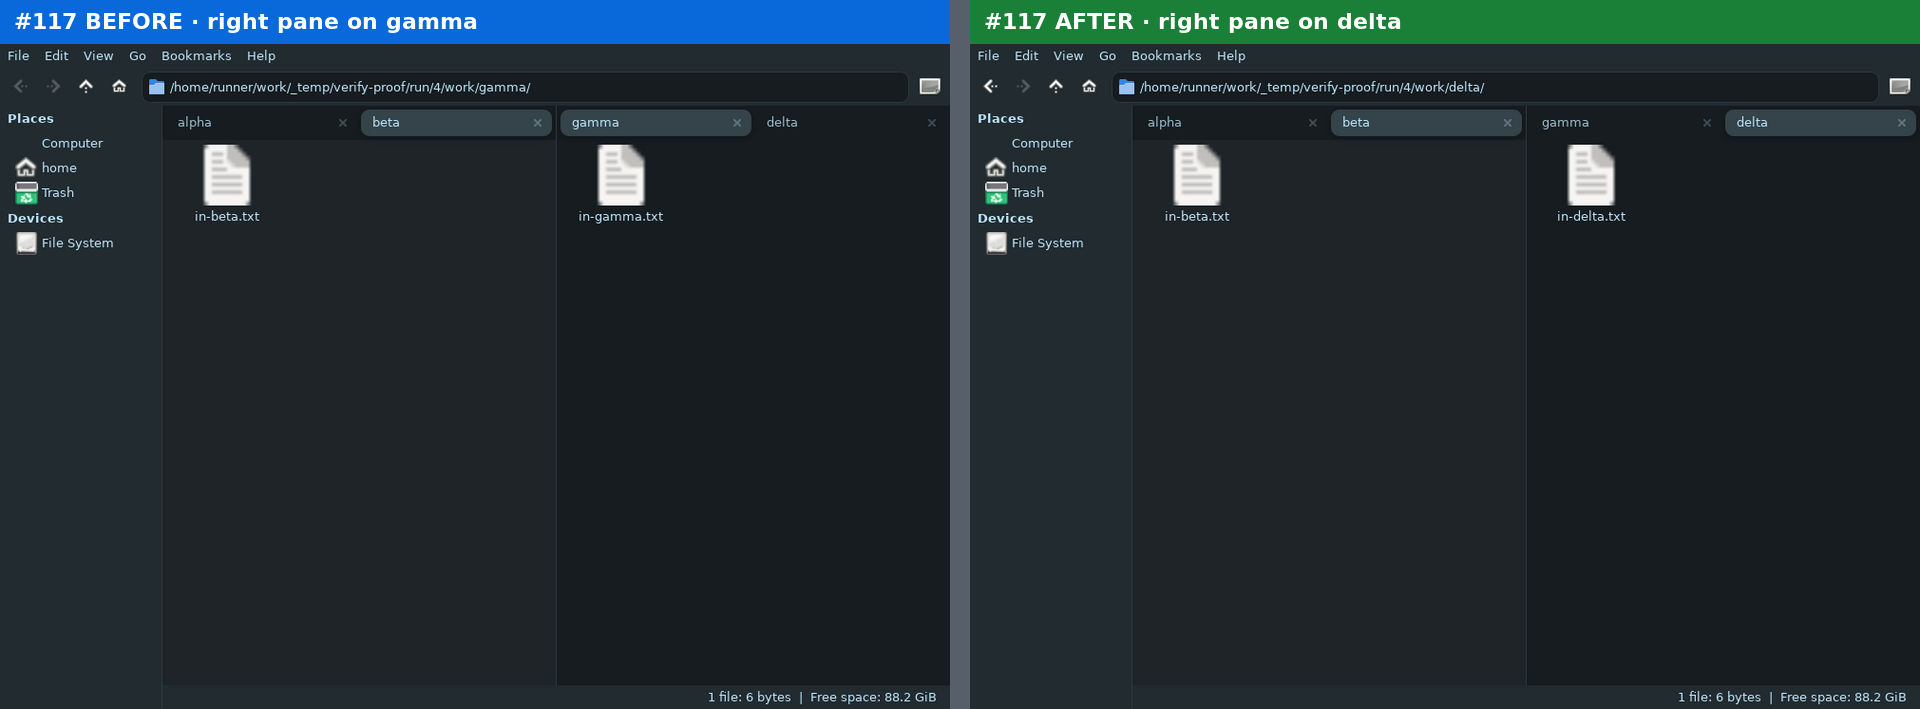 #117 BEFORE · right pane on gamma
File Edit View Go Bookmarks Help
/home/runner/work/_temp/verify-proof/run/4/work/gamma/
Places
Computer
home
Trash
Devices
File System
alpha beta gamma delta
in-beta.txt in-gamma.txt
1 file: 6 bytes | Free space: 88.2 GiB
#117 AFTER · right pane on delta
File Edit View Go Bookmarks Help
/home/runner/work/_temp/verify-proof/run/4/work/delta/
Places
Computer
home
Trash
Devices
File System
alpha beta gamma delta
in-beta.txt in-delta.txt
1 file: 6 bytes | Free space: 88.2 GiB